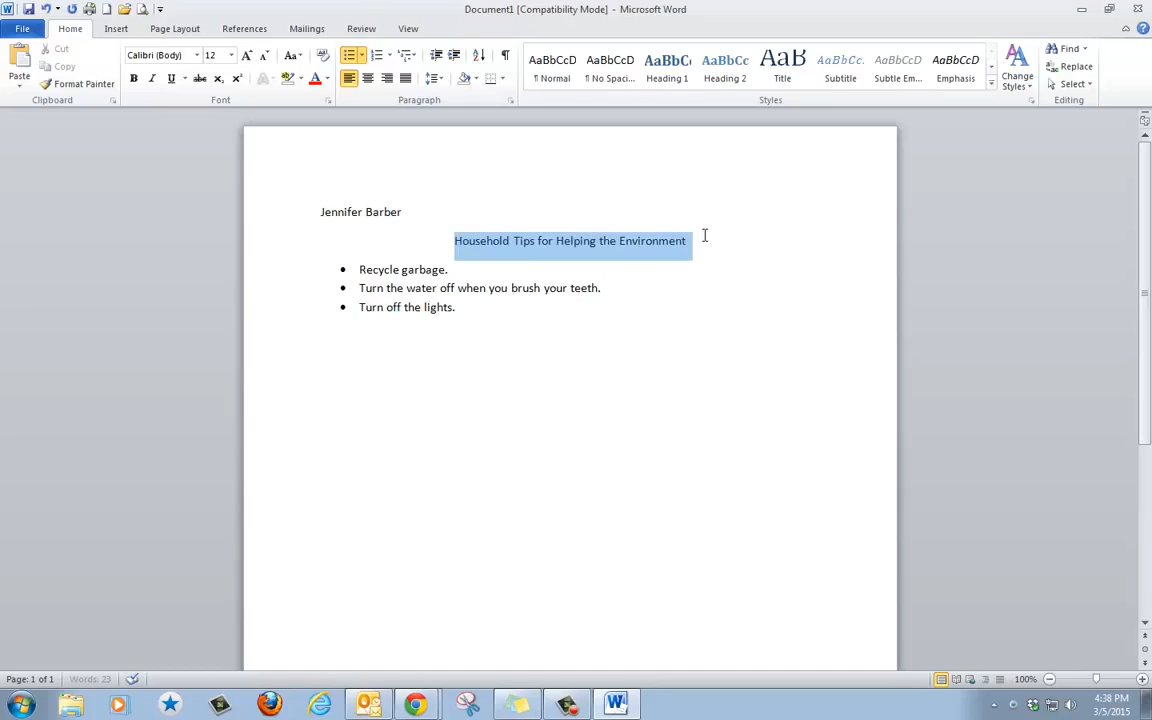 Document1 [Compatibility Mode] - Microsoft Word
File Home Insert Page Layout References Mailings Review View
Paste
Cut
Copy
Format Painter
Clipboard
Calibri (Body) 12
Font
Paragraph
AaBbCcD AaBbCcD AaBbCc AaBbCc AaB AaBbCc. AaBbCcD AaBbCcD
¶ Normal ¶ No Spaci... Heading 1 Heading 2 Title Subtitle Subtle Em... Emphasis
Change
Styles
Styles
Find
Replace
Select
Editing
Jennifer Barber
Household Tips for Helping the Environment
• Recycle garbage.
• Turn the water off when you brush your teeth.
• Turn off the lights.
Page: 1 of 1 Words: 23 100%
4:38 PM
3/5/2015